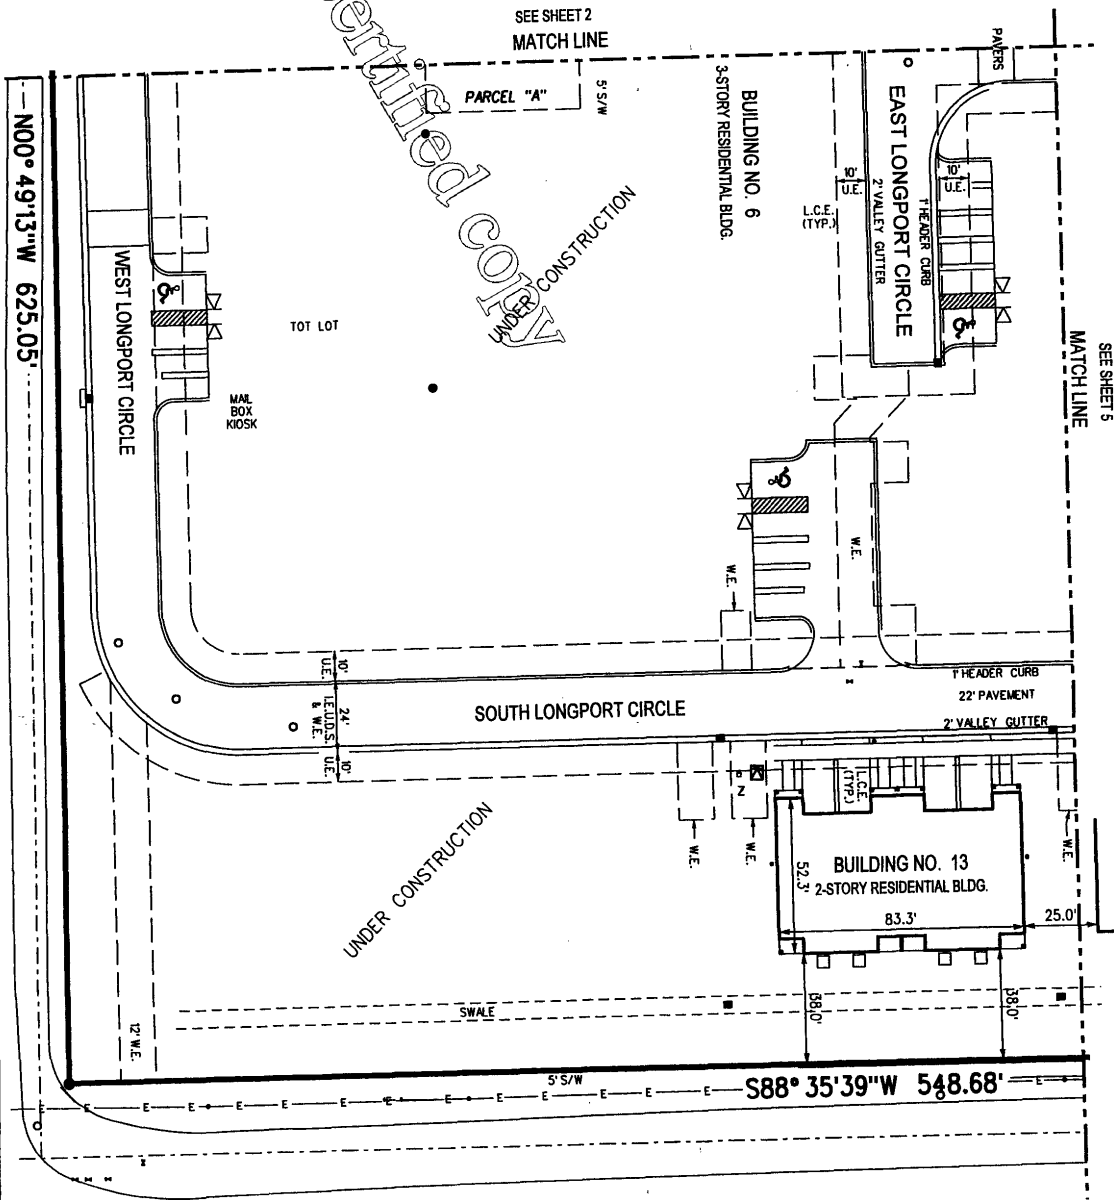 SEE SHEET 2
MATCH LINE
PARCEL "A"
5' S/W
PAVERS
BUILDING NO. 6
3-STORY RESIDENTIAL BLDG.
EAST LONGPORT CIRCLE
10'
U.E.
2' VALLEY GUTTER
1' HEADER CURB
10'
U.E.
L.C.E.
(TYP.)
certified copy
UNDER CONSTRUCTION
N00° 49'13"W 625.05'
WEST LONGPORT CIRCLE
TOT LOT
MAIL
BOX
KIOSK
SEE SHEET 5
MATCH LINE
W.E.
W.E.
10'
U.E.
24'
I.E.U.D.S.
& W.E.
10'
U.E.
SOUTH LONGPORT CIRCLE
1' HEADER CURB
22' PAVEMENT
2' VALLEY GUTTER
L.C.E.
(TYP.)
Z
W.E.
W.E.
W.E.
UNDER CONSTRUCTION
BUILDING NO. 13
2-STORY RESIDENTIAL BLDG.
52.3'
83.3'
25.0'
38.0'
38.0'
SWALE
12' W.E.
5' S/W
S88° 35'39"W 548.68'
E E E E E E E E E E E E E E